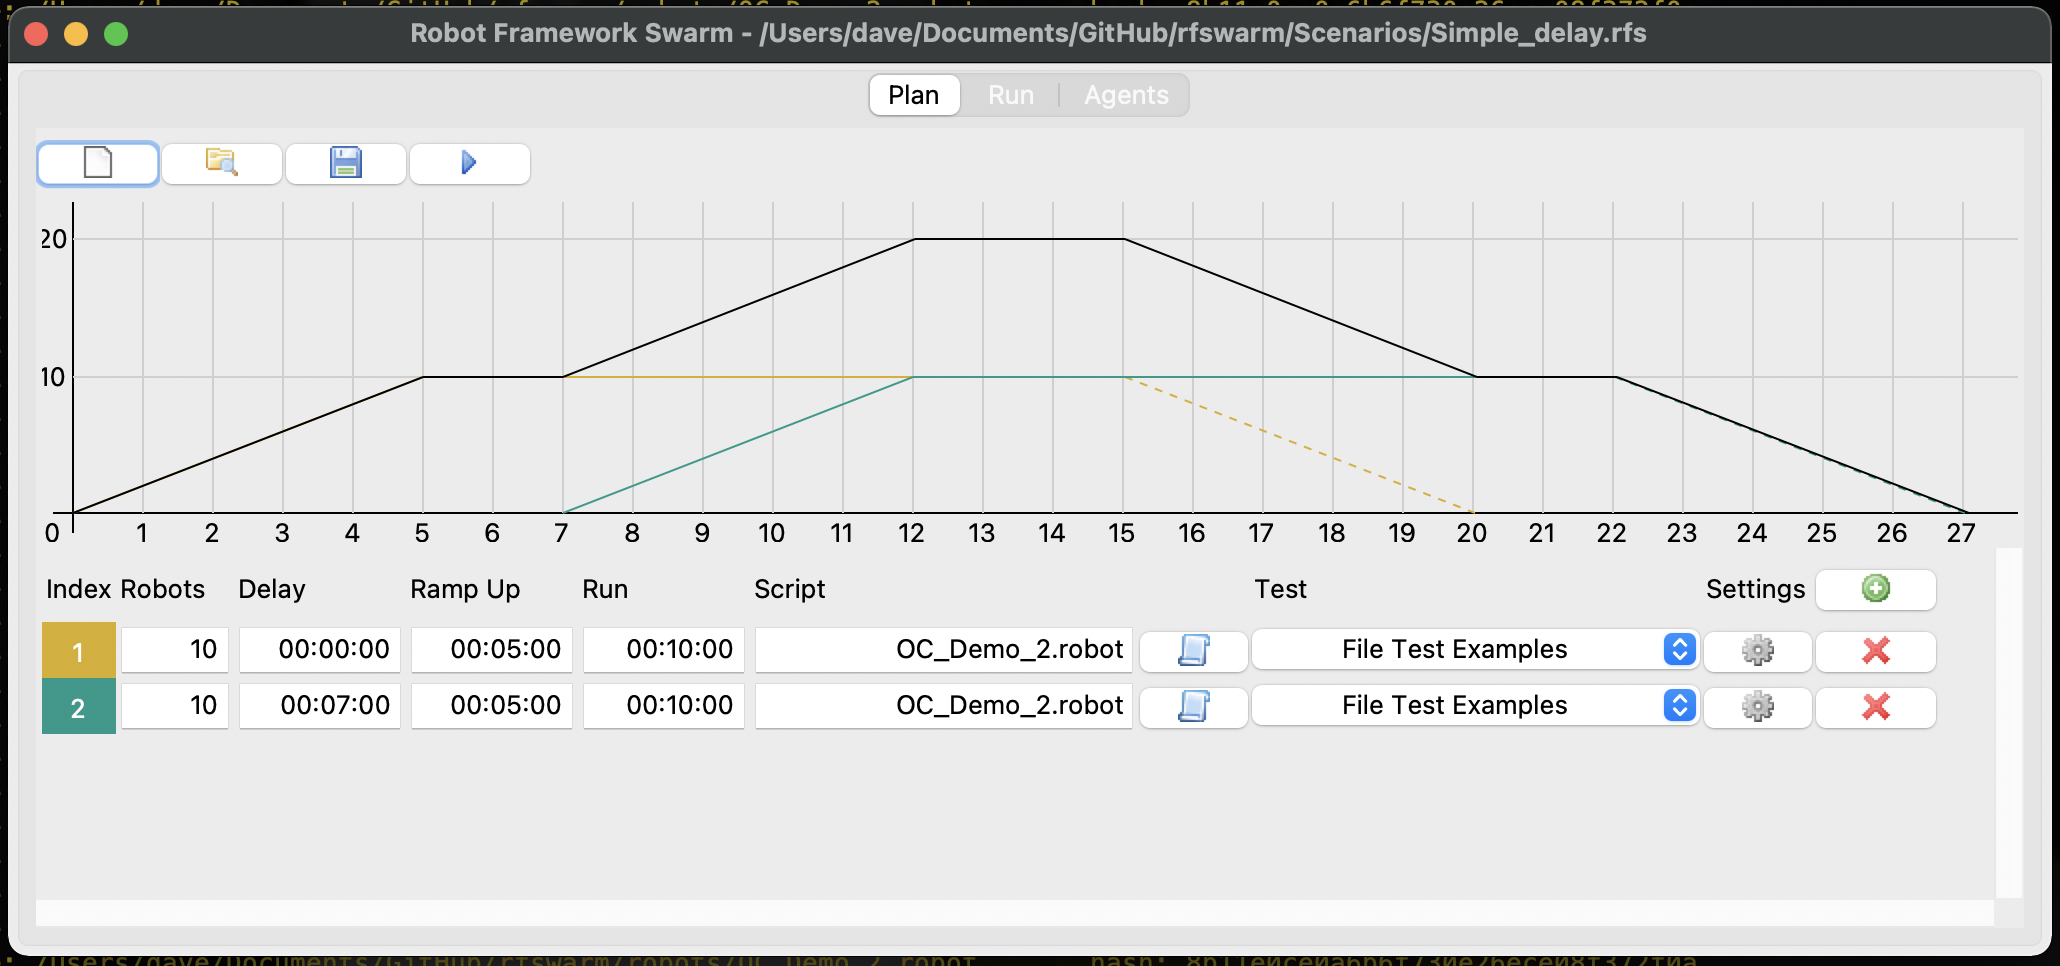 Robot Framework Swarm - /Users/dave/Documents/GitHub/rfswarm/Scenarios/Simple_delay.rfs
Plan Run Agents
20
10
0 1 2 3 4 5 6 7 8 9 10 11 12 13 14 15 16 17 18 19 20 21 22 23 24 25 26 27
Index Robots Delay Ramp Up Run Script Test Settings
1 10 00:00:00 00:05:00 00:10:00 OC_Demo_2.robot File Test Examples
2 10 00:07:00 00:05:00 00:10:00 OC_Demo_2.robot File Test Examples